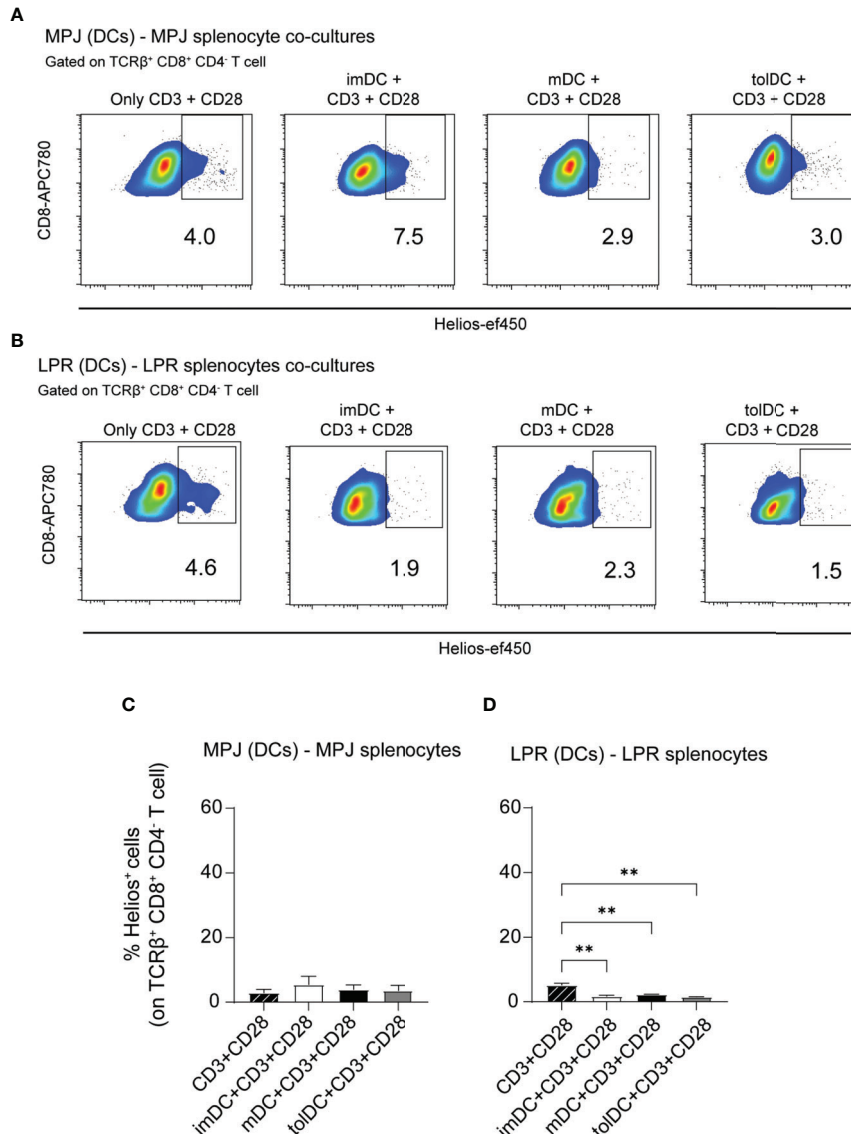 A
MPJ (DCs) - MPJ splenocyte co-cultures
Gated on TCRβ⁺ CD8⁺ CD4⁻ T cell
Only CD3 + CD28
imDC +
CD3 + CD28
mDC +
CD3 + CD28
tolDC +
CD3 + CD28
CD8-APC780
4.0
7.5
2.9
3.0
Helios-ef450
B
LPR (DCs) - LPR splenocytes co-cultures
Gated on TCRβ⁺ CD8⁺ CD4⁻ T cell
Only CD3 + CD28
imDC +
CD3 + CD28
mDC +
CD3 + CD28
tolDC +
CD3 + CD28
CD8-APC780
4.6
1.9
2.3
1.5
Helios-ef450
C
MPJ (DCs) - MPJ splenocytes
% Helios⁺ cells
(on TCRβ⁺ CD8⁺ CD4⁻ T cell)
60
40
20
0
CD3+CD28
imDC+CD3+CD28
mDC+CD3+CD28
tolDC+CD3+CD28
D
LPR (DCs) - LPR splenocytes
60
40
20
0
**
**
**
CD3+CD28
imDC+CD3+CD28
mDC+CD3+CD28
tolDC+CD3+CD28